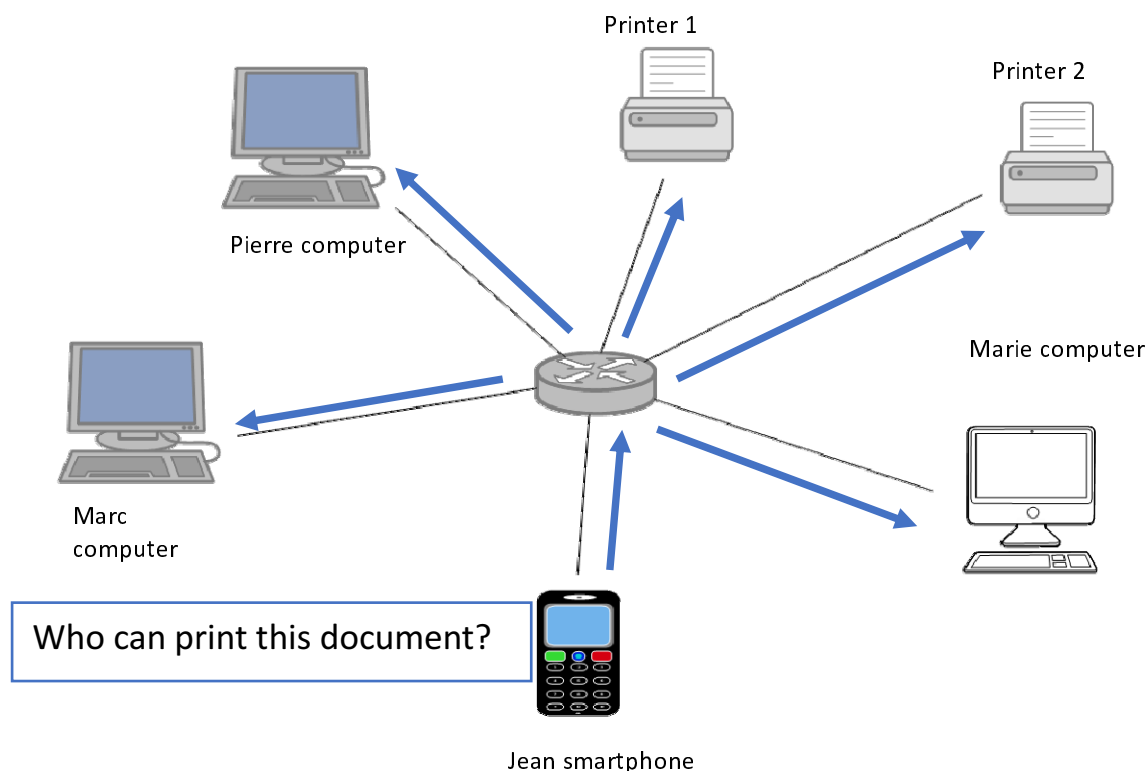 Printer 1
Printer 2
Pierre computer
Marie computer
Marc
computer
Who can print this document?
Jean smartphone